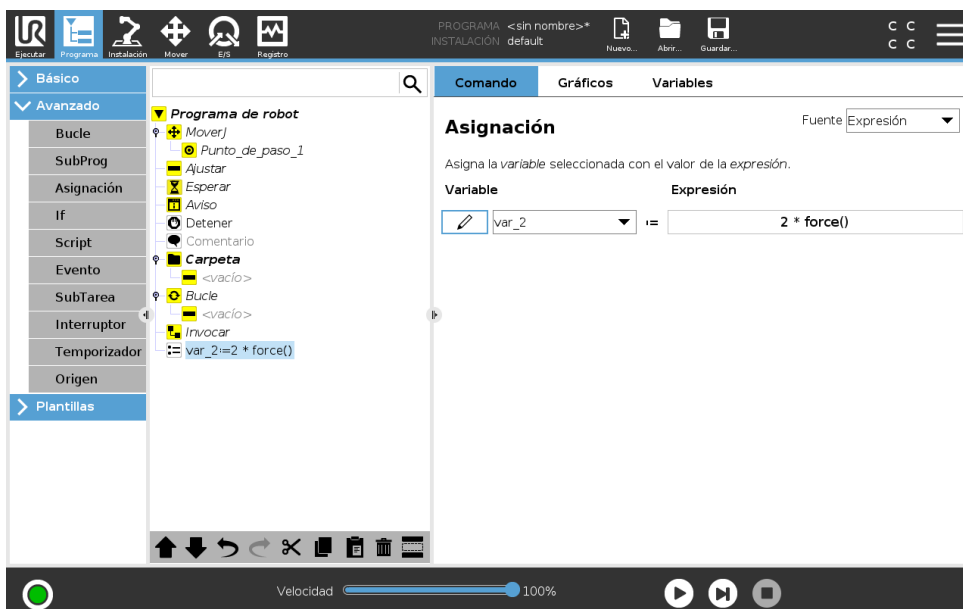 UR
PROGRAMA <sin nombre>*
INSTALACIÓN default
Ejecutar Programa Instalación Mover E/S Registro Nuevo... Abrir... Guardar...
C C
C C
Básico
Avanzado
Bucle
SubProg
Asignación
If
Script
Evento
SubTarea
Interruptor
Temporizador
Origen
Plantillas
Programa de robot
MoverJ
Punto_de_paso_1
Ajustar
Esperar
Aviso
Detener
Comentario
Carpeta
<vacío>
Bucle
<vacío>
Invocar
var_2:=2 * force()
Comando Gráficos Variables
Asignación
Fuente Expresión
Asigna la variable seleccionada con el valor de la expresión.
Variable Expresión
var_2 := 2 * force()
Velocidad 100%